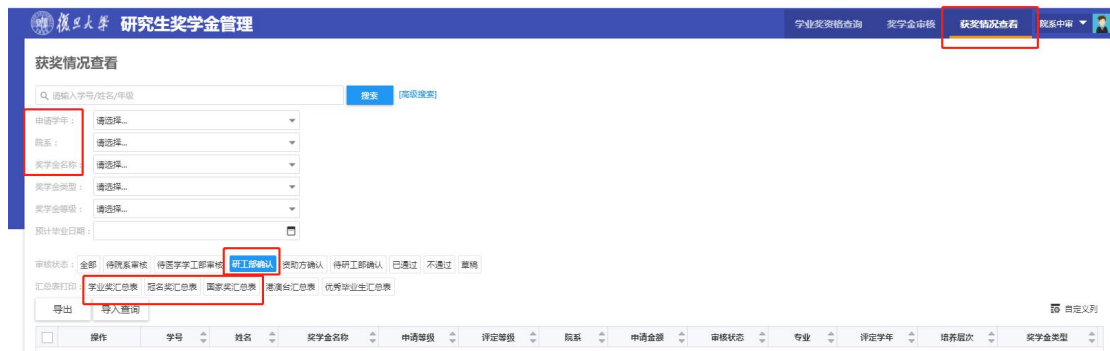 復旦大学 研究生奖学金管理 学业奖资格查询 奖学金审核 获奖情况查看 院系中审
获奖情况查看
请输入学号/姓名/年级 搜索 [高级搜索]
申请学年: 请选择...
院系: 请选择...
奖学金名称: 请选择...
奖学金类型: 请选择...
奖学金等级: 请选择...
预计毕业日期:
审核状态: 全部 待院系审核 待医学学工部审核 研工部确认 资助方确认 待研工部确认 已通过 不通过 草稿
汇总表打印: 学业奖汇总表 冠名奖汇总表 国家奖汇总表 港澳台汇总表 优秀毕业生汇总表
导出 导入查询 自定义列
操作 学号 姓名 奖学金名称 申请等级 评定等级 院系 申请金额 审核状态 专业 评定学年 培养层次 奖学金类型